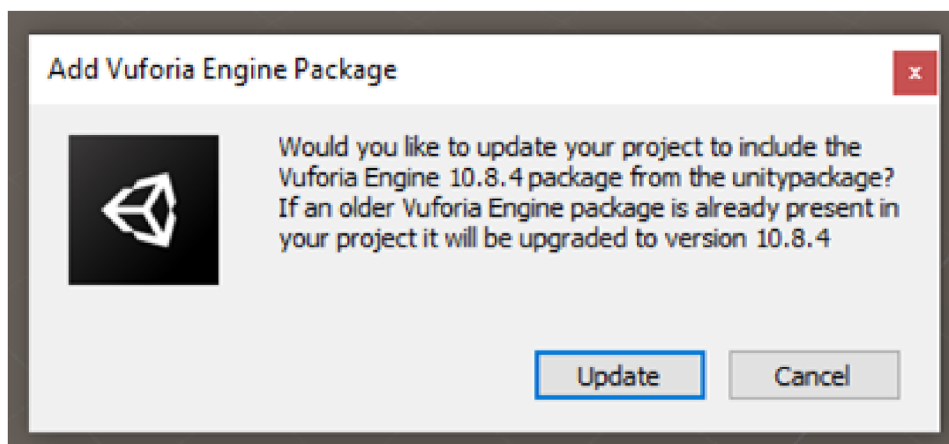 Add Vuforia Engine Package
x
Would you like to update your project to include the
Vuforia Engine 10.8.4 package from the unitypackage?
If an older Vuforia Engine package is already present in
your project it will be upgraded to version 10.8.4
Update Cancel